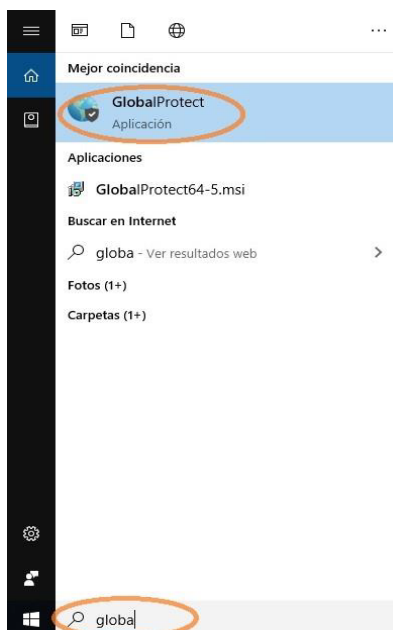 Mejor coincidencia
GlobalProtect
Aplicación
Aplicaciones
GlobalProtect64-5.msi
Buscar en Internet
globa - Ver resultados web
Fotos (1+)
Carpetas (1+)
globa